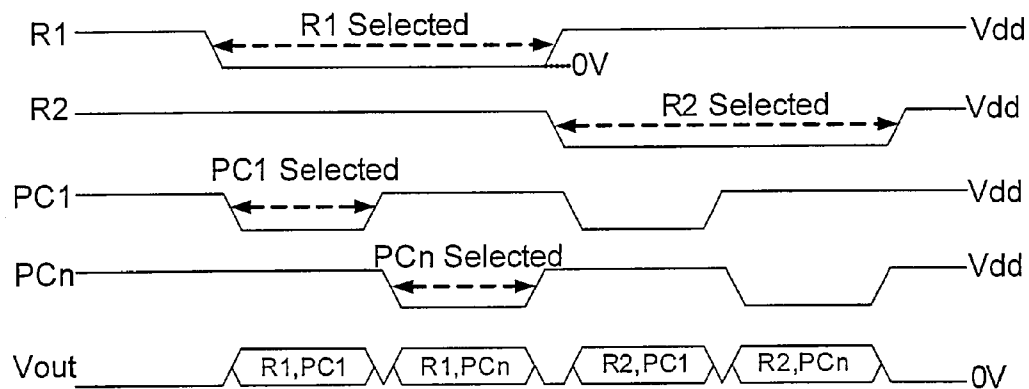 R1 R1 Selected Vdd
0V
R2 R2 Selected Vdd
PC1 Selected
PC1 Vdd
PCn Selected
PCn Vdd
Vout R1,PC1 R1,PCn R2,PC1 R2,PCn 0V